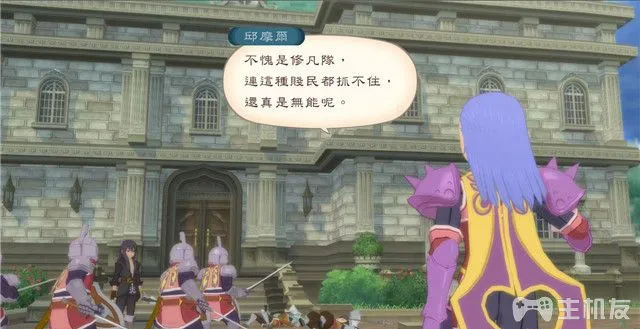 邱摩爾
不愧是修凡隊，
連這種賤民都抓不住，
還真是無能呢。
主机友